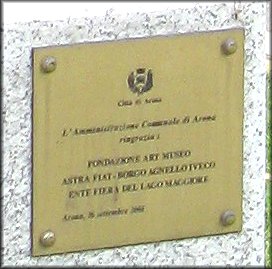 Città di Arona
L'Amministrazione Comunale di Arona
ringrazia:
FONDAZIONE ART MUSEO
ASTRA FIAT - BORGO AGNELLO IVECO
ENTE FIERA DEL LAGO MAGGIORE
Arona, 16 settembre